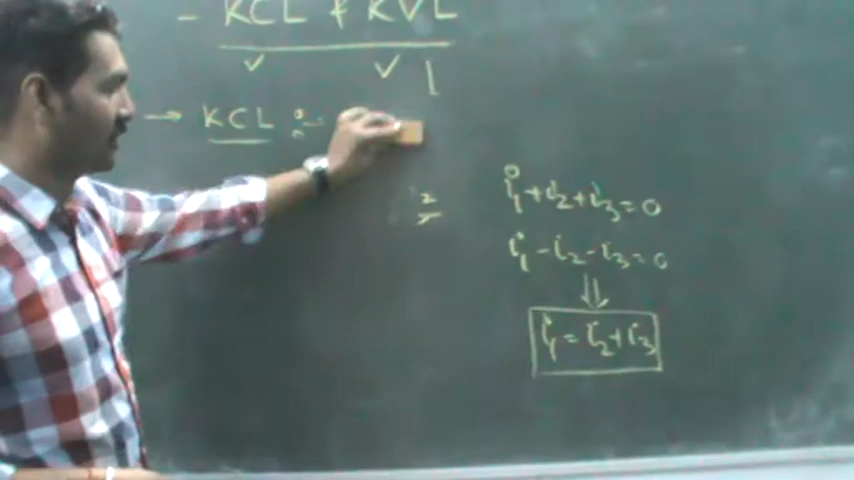 - KCL & KVL
✓ ✓
→ KCL :-
i₁+i₂+i₃=0
i₁-i₂-i₃=0
⇓
i₁=i₂+i₃